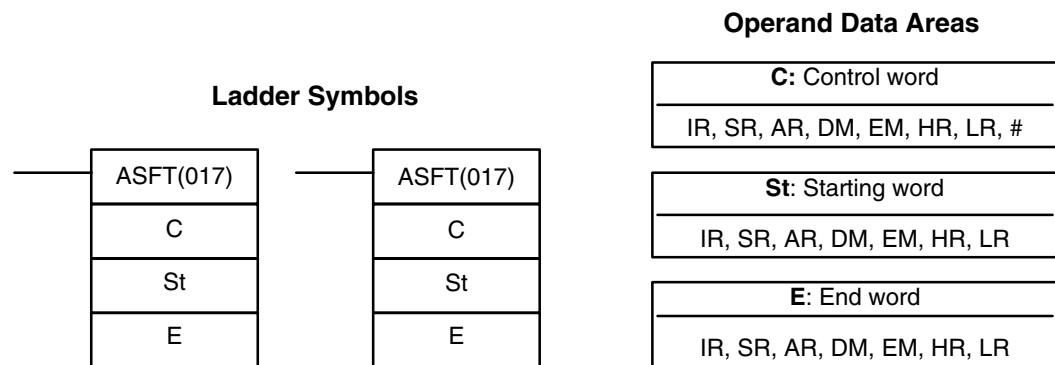 Ladder Symbols
ASFT(017)
C
St
E
ASFT(017)
C
St
E
Operand Data Areas
C: Control word
IR, SR, AR, DM, EM, HR, LR, #
St: Starting word
IR, SR, AR, DM, EM, HR, LR
E: End word
IR, SR, AR, DM, EM, HR, LR